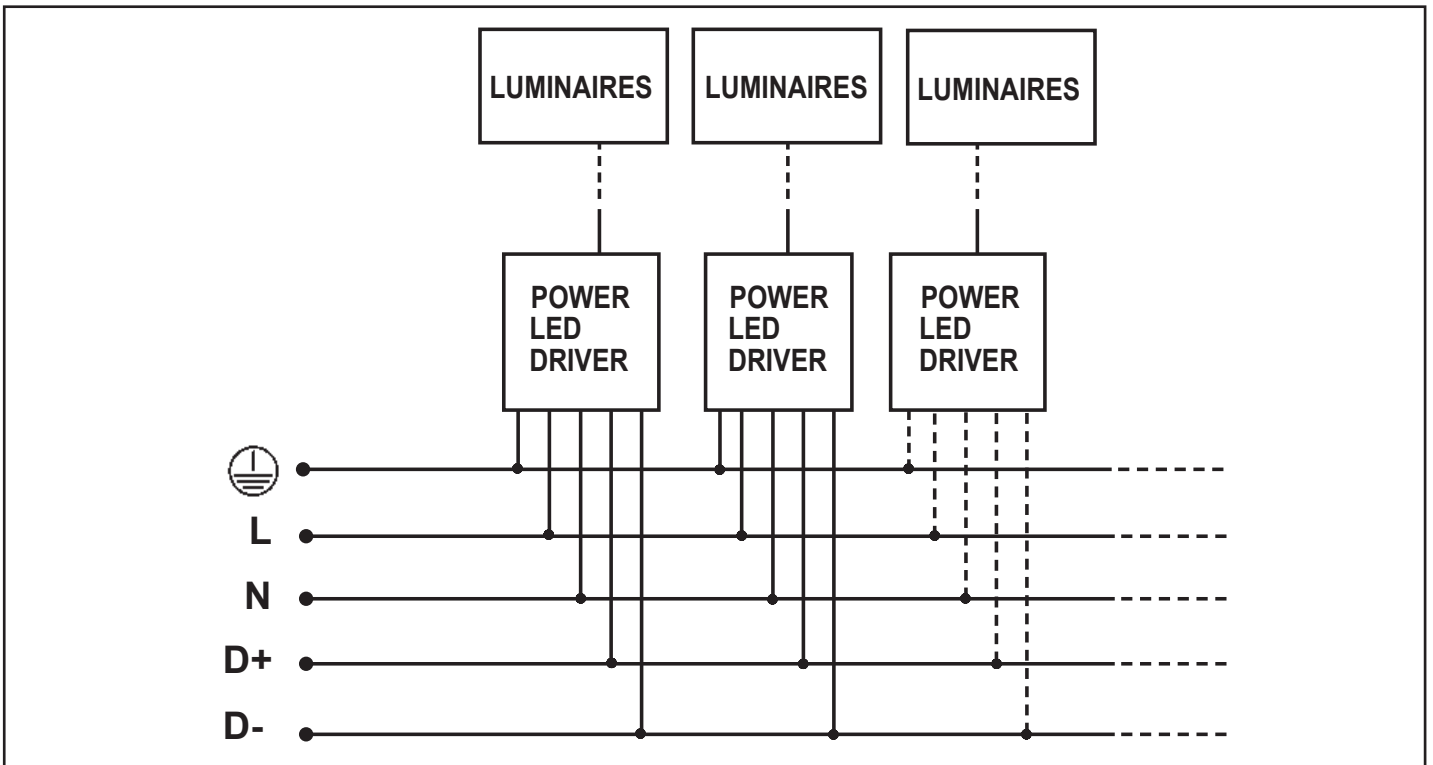 LUMINAIRES
LUMINAIRES
LUMINAIRES
POWER
LED
DRIVER
POWER
LED
DRIVER
POWER
LED
DRIVER
L
N
D+
D-